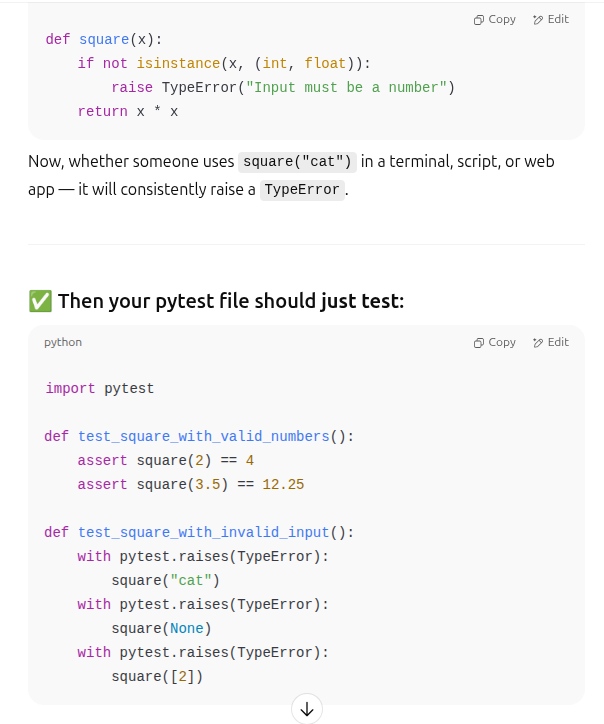 Copy Edit
def square(x):
    if not isinstance(x, (int, float)):
        raise TypeError("Input must be a number")
    return x * x
Now, whether someone uses square("cat") in a terminal, script, or web
app — it will consistently raise a TypeError.
✅ Then your pytest file should just test:
python Copy Edit
import pytest
def test_square_with_valid_numbers():
    assert square(2) == 4
    assert square(3.5) == 12.25
def test_square_with_invalid_input():
    with pytest.raises(TypeError):
        square("cat")
    with pytest.raises(TypeError):
        square(None)
    with pytest.raises(TypeError):
        square([2])